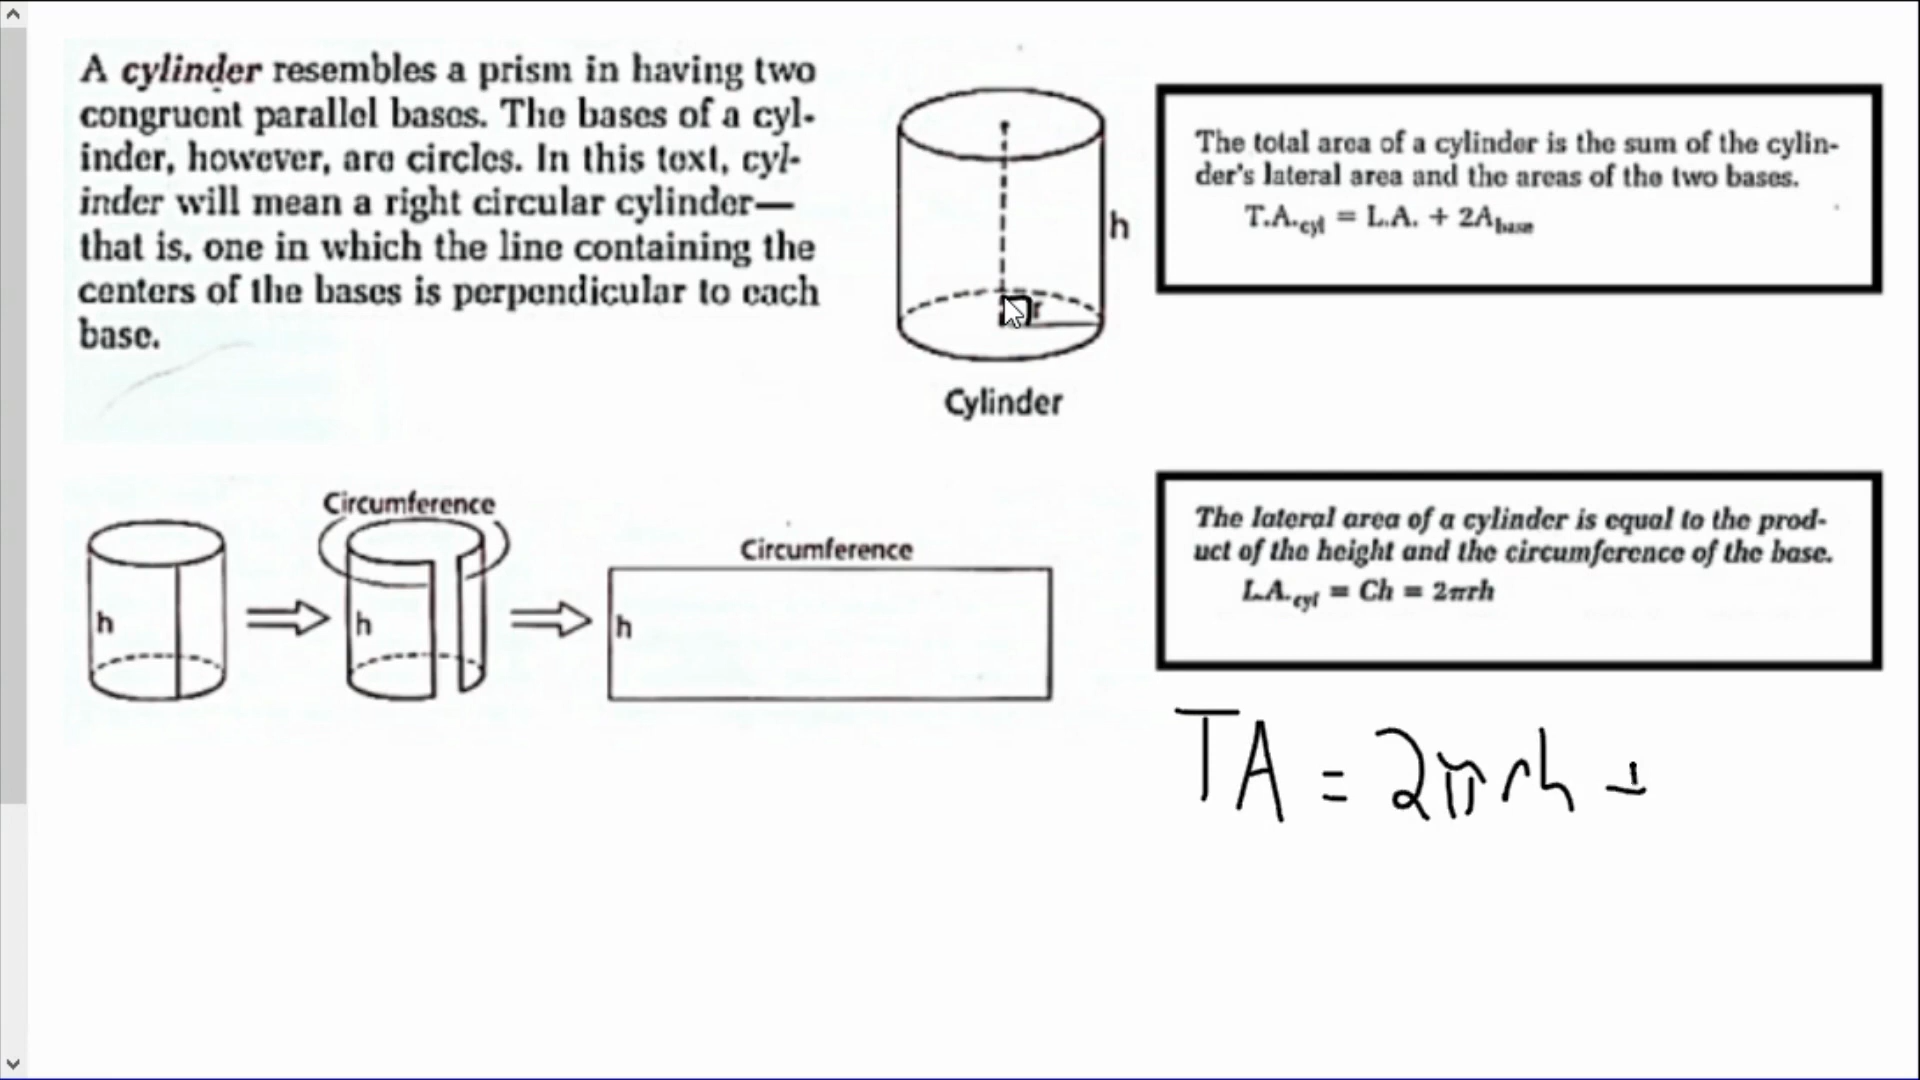 A cylinder resembles a prism in having two
congruent parallel bases. The bases of a cyl-
inder, however, are circles. In this text, cyl-
inder will mean a right circular cylinder—
that is, one in which the line containing the
centers of the bases is perpendicular to each
base.
h
r
Cylinder
The total area of a cylinder is the sum of the cylin-
der's lateral area and the areas of the two bases.
T.A.cyl = L.A. + 2Abase
Circumference
h
h
Circumference
h
The lateral area of a cylinder is equal to the prod-
uct of the height and the circumference of the base.
L.A.cyl = Ch = 2πrh
TA = 2πrh +